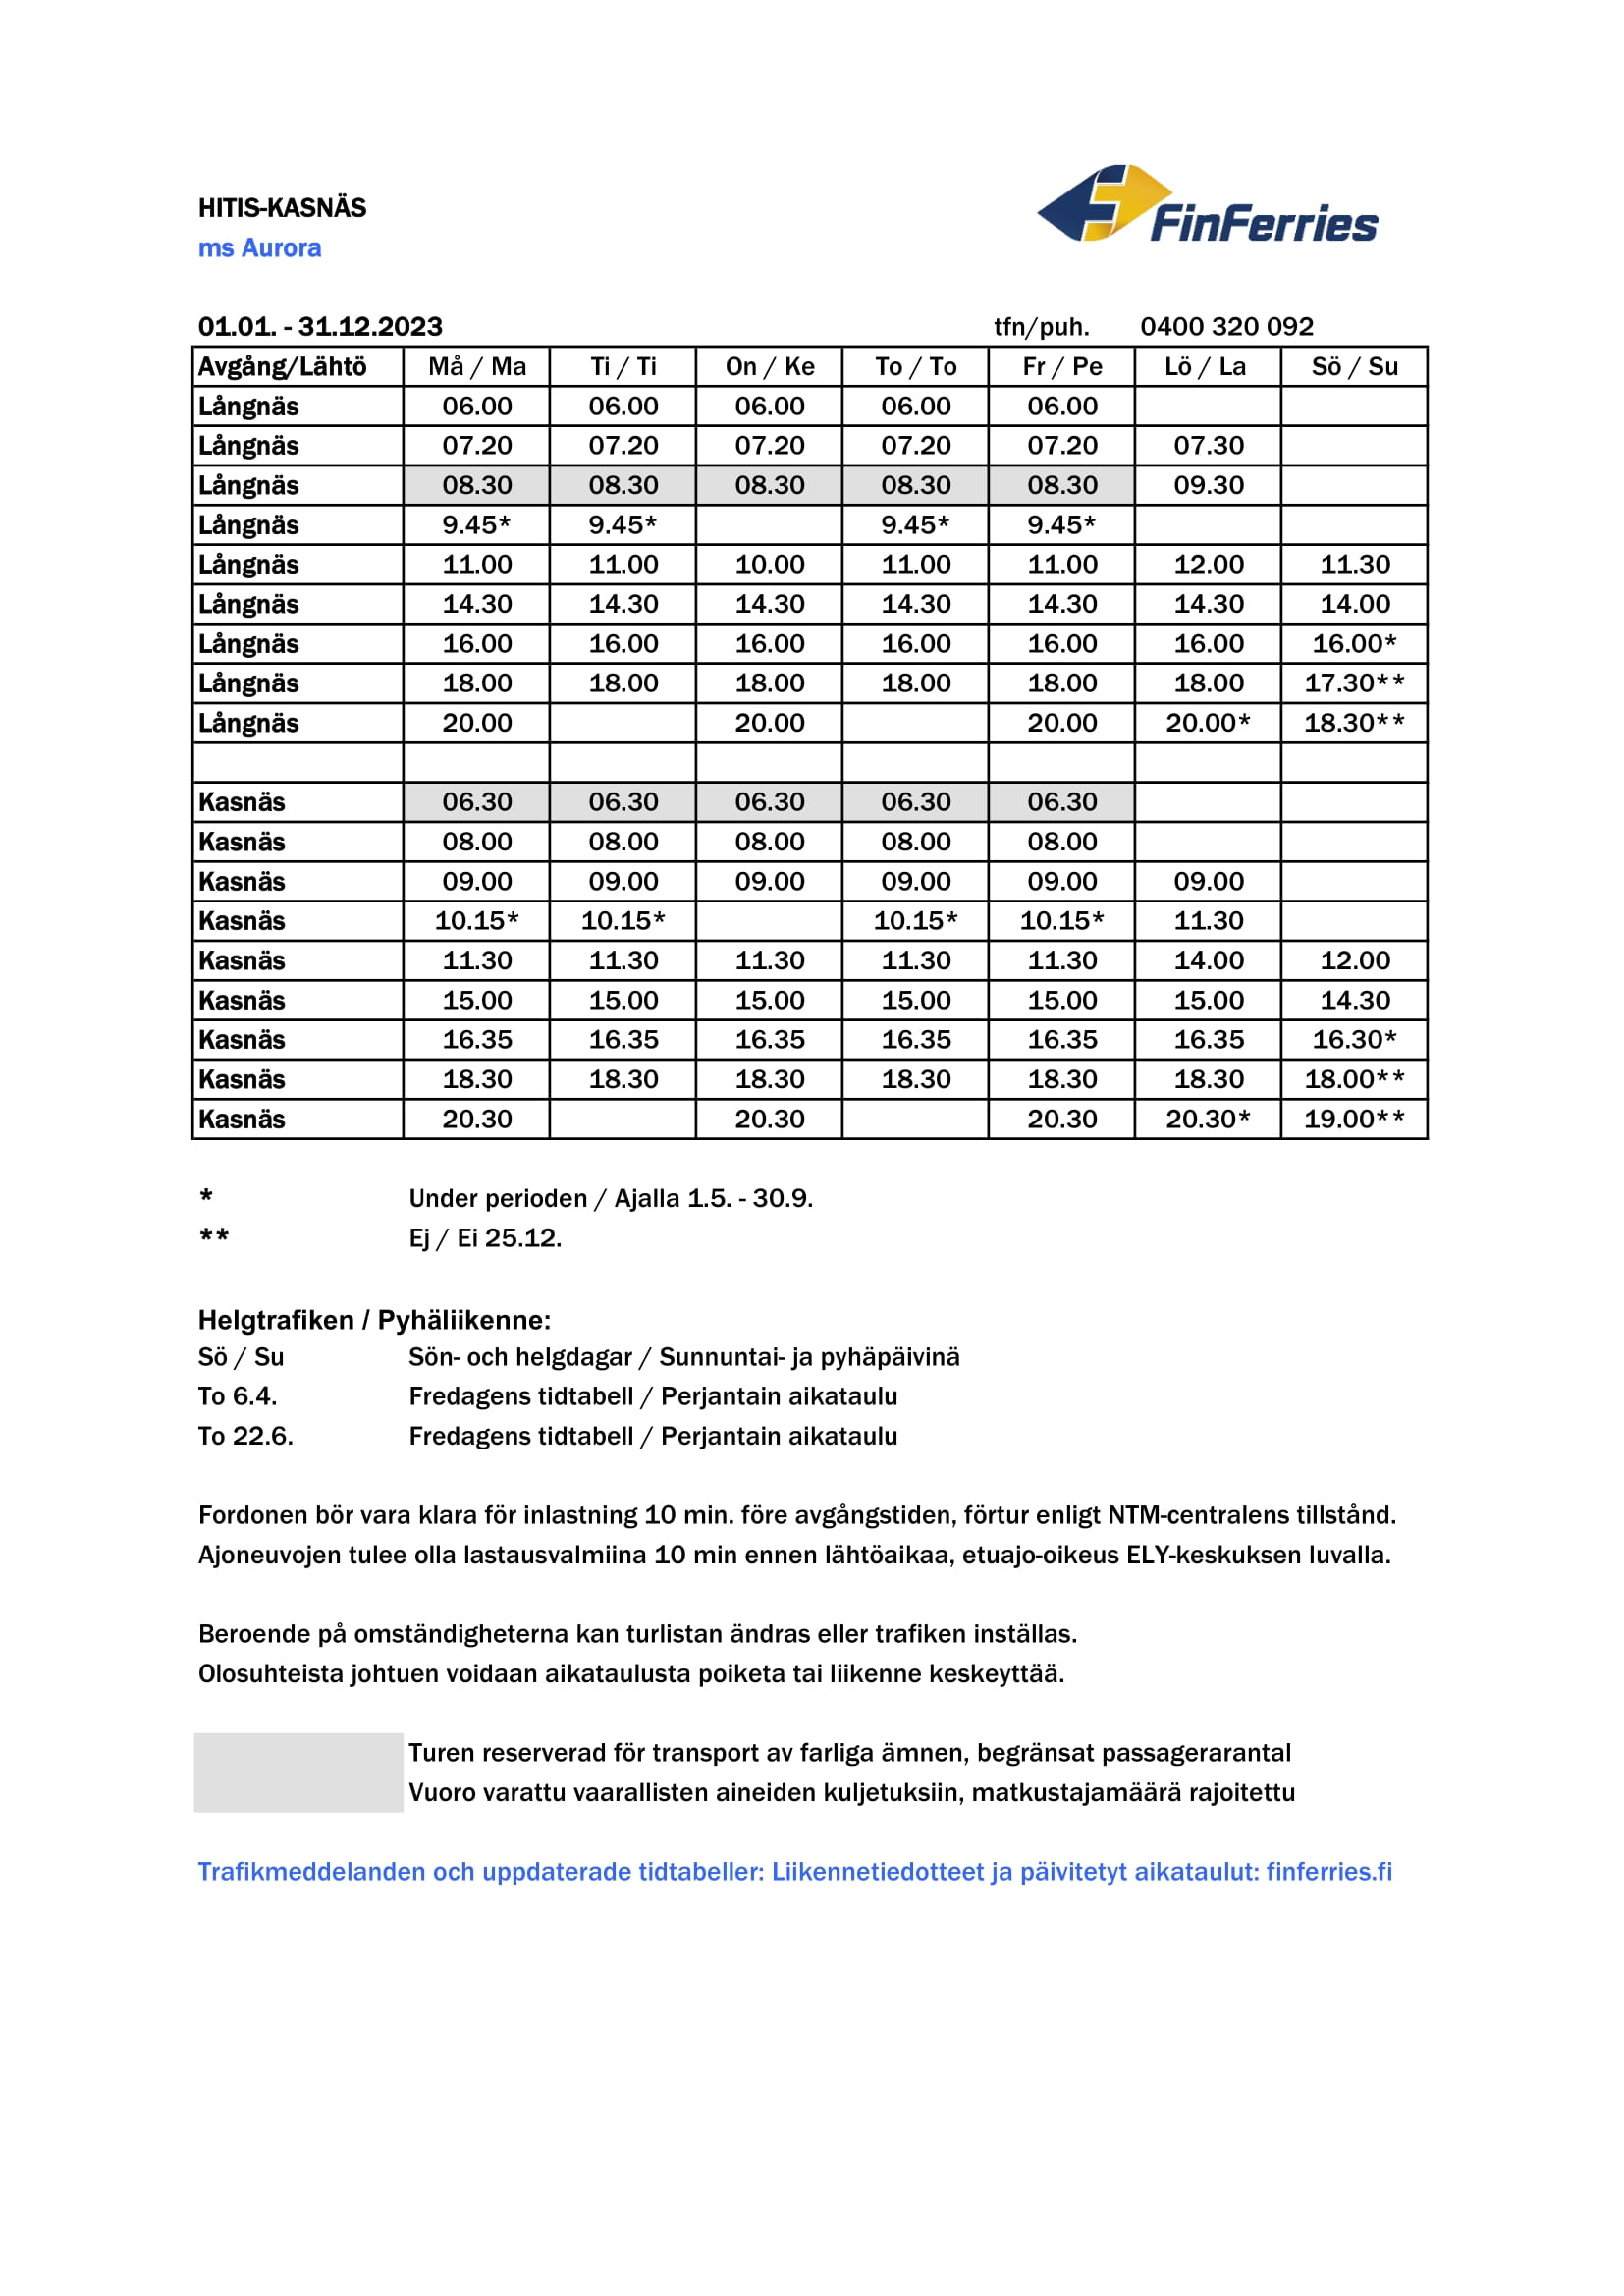 HITIS-KASNÄS
FinFerries
ms Aurora
01.01. - 31.12.2023 tfn/puh. 0400 320 092
Avgång/Lähtö Må / Ma Ti / Ti On / Ke To / To Fr / Pe Lö / La Sö / Su
Långnäs 06.00 06.00 06.00 06.00 06.00
Långnäs 07.20 07.20 07.20 07.20 07.20 07.30
Långnäs 08.30 08.30 08.30 08.30 08.30 09.30
Långnäs 9.45* 9.45* 9.45* 9.45*
Långnäs 11.00 11.00 10.00 11.00 11.00 12.00 11.30
Långnäs 14.30 14.30 14.30 14.30 14.30 14.30 14.00
Långnäs 16.00 16.00 16.00 16.00 16.00 16.00 16.00*
Långnäs 18.00 18.00 18.00 18.00 18.00 18.00 17.30**
Långnäs 20.00 20.00 20.00 20.00* 18.30**
Kasnäs 06.30 06.30 06.30 06.30 06.30
Kasnäs 08.00 08.00 08.00 08.00 08.00
Kasnäs 09.00 09.00 09.00 09.00 09.00 09.00
Kasnäs 10.15* 10.15* 10.15* 10.15* 11.30
Kasnäs 11.30 11.30 11.30 11.30 11.30 14.00 12.00
Kasnäs 15.00 15.00 15.00 15.00 15.00 15.00 14.30
Kasnäs 16.35 16.35 16.35 16.35 16.35 16.35 16.30*
Kasnäs 18.30 18.30 18.30 18.30 18.30 18.30 18.00**
Kasnäs 20.30 20.30 20.30 20.30* 19.00**
* Under perioden / Ajalla 1.5. - 30.9.
** Ej / Ei 25.12.
Helgtrafiken / Pyhäliikenne:
Sö / Su Sön- och helgdagar / Sunnuntai- ja pyhäpäivinä
To 6.4. Fredagens tidtabell / Perjantain aikataulu
To 22.6. Fredagens tidtabell / Perjantain aikataulu
Fordonen bör vara klara för inlastning 10 min. före avgångstiden, förtur enligt NTM-centralens tillstånd.
Ajoneuvojen tulee olla lastausvalmiina 10 min ennen lähtöaikaa, etuajo-oikeus ELY-keskuksen luvalla.
Beroende på omständigheterna kan turlistan ändras eller trafiken inställas.
Olosuhteista johtuen voidaan aikataulusta poiketa tai liikenne keskeyttää.
Turen reserverad för transport av farliga ämnen, begränsat passagerarantal
Vuoro varattu vaarallisten aineiden kuljetuksiin, matkustajamäärä rajoitettu
Trafikmeddelanden och uppdaterade tidtabeller: Liikennetiedotteet ja päivitetyt aikataulut: finferries.fi